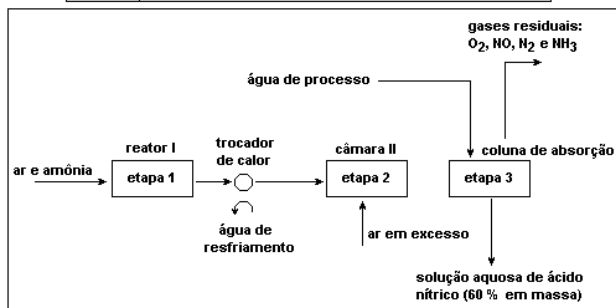 gases residuais:
O₂, NO, N₂ e NH₃
água de processo
reator I
trocador
de calor
câmara II
coluna de absorção
ar e amônia
etapa 1
etapa 2
etapa 3
água de
resfriamento
ar em excesso
solução aquosa de ácido
nítrico (60 % em massa)